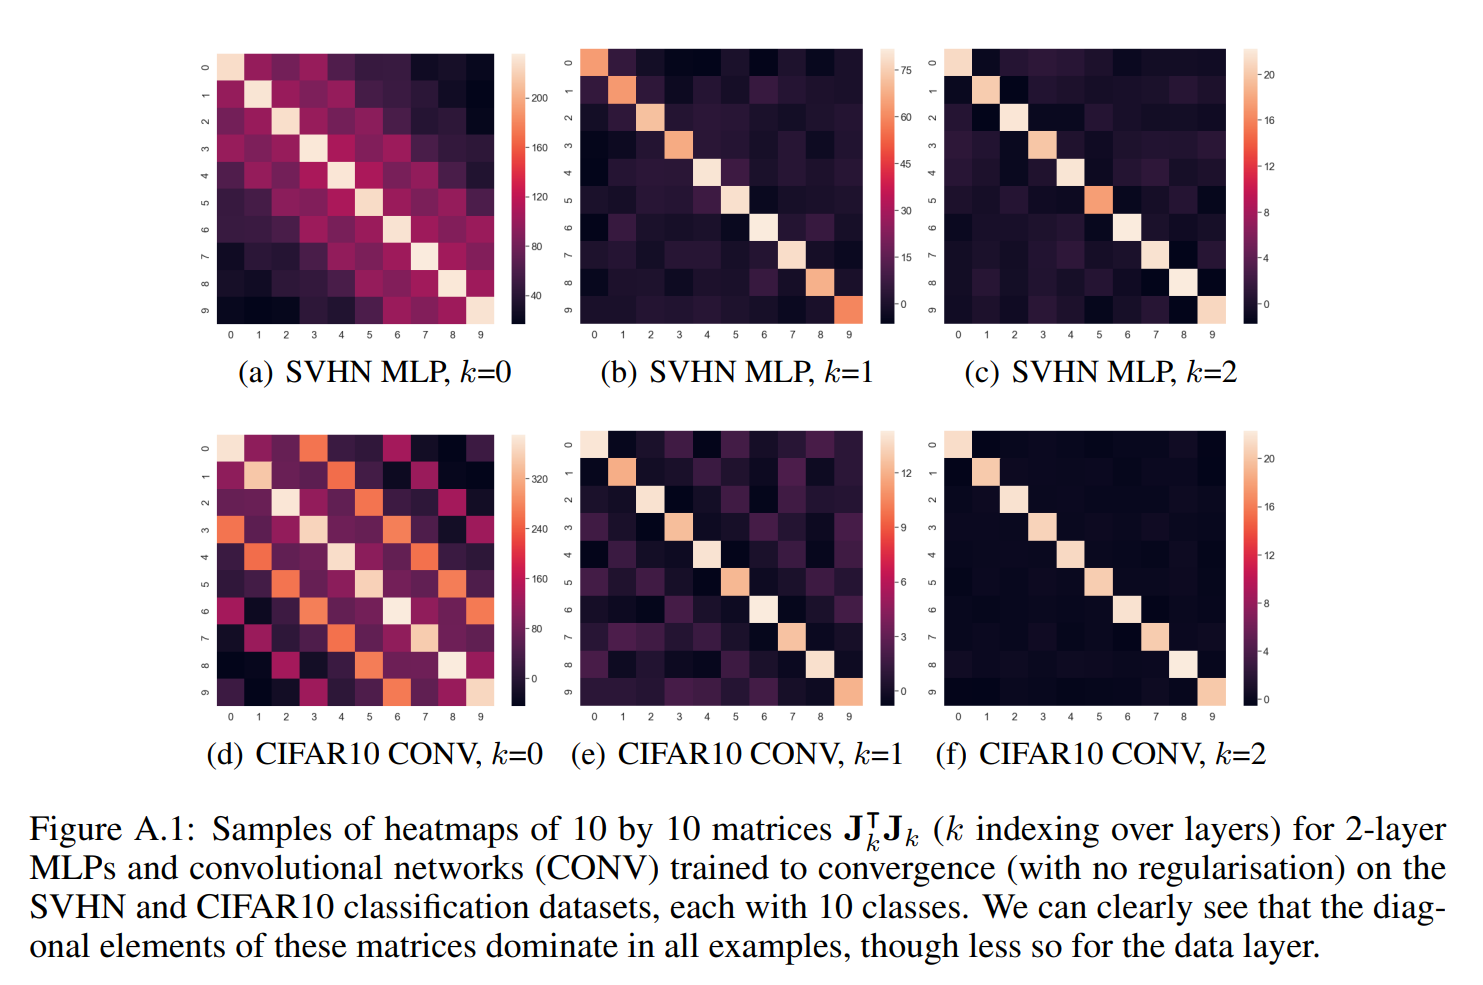 0 1 2 3 4 5 6 7 8 9
0 1 2 3 4 5 6 7 8 9
200
160
120
80
40
(a) SVHN MLP, k=0
0 1 2 3 4 5 6 7 8 9
0 1 2 3 4 5 6 7 8 9
75
60
45
30
15
0
(b) SVHN MLP, k=1
0 1 2 3 4 5 6 7 8 9
0 1 2 3 4 5 6 7 8 9
20
16
12
8
4
0
(c) SVHN MLP, k=2
0 1 2 3 4 5 6 7 8 9
0 1 2 3 4 5 6 7 8 9
320
240
160
80
0
(d) CIFAR10 CONV, k=0
0 1 2 3 4 5 6 7 8 9
0 1 2 3 4 5 6 7 8 9
12
9
6
3
0
(e) CIFAR10 CONV, k=1
0 1 2 3 4 5 6 7 8 9
0 1 2 3 4 5 6 7 8 9
20
16
12
8
4
0
(f) CIFAR10 CONV, k=2
Figure A.1: Samples of heatmaps of 10 by 10 matrices J⊺kJk (k indexing over layers) for 2-layer
MLPs and convolutional networks (CONV) trained to convergence (with no regularisation) on the
SVHN and CIFAR10 classification datasets, each with 10 classes. We can clearly see that the diag-
onal elements of these matrices dominate in all examples, though less so for the data layer.